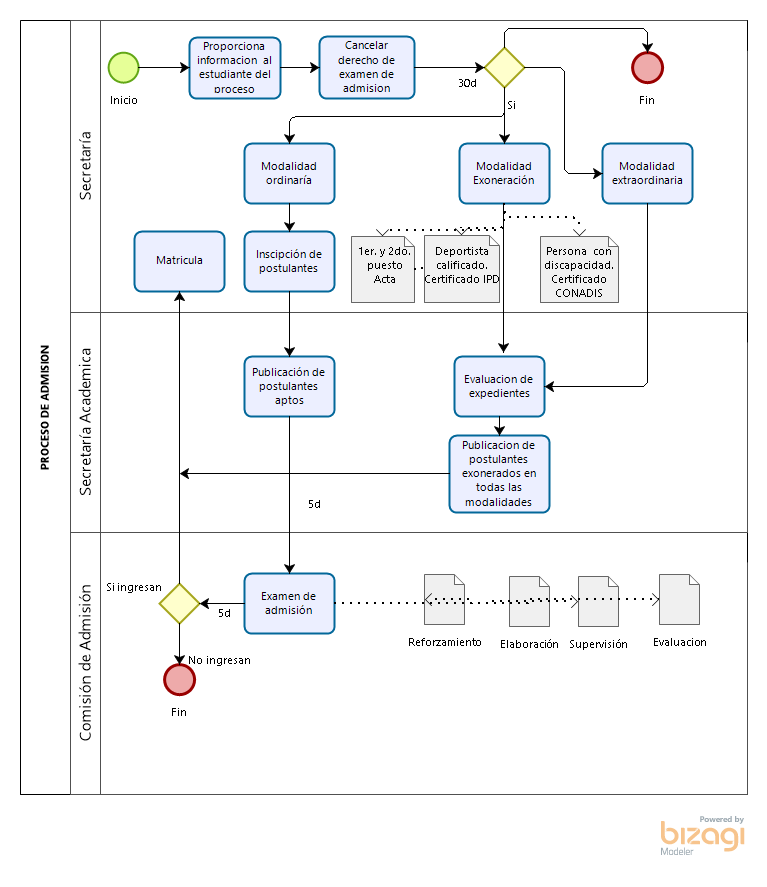 PROCESO DE ADMISION
Secretaría
Proporciona
informacion al
estudiante del
proceso
Cancelar
derecho de
examen de
admision
30d
Si
Inicio
Fin
Modalidad
ordinaría
Modalidad
Exoneración
Modalidad
extraordinaria
Matricula
Inscipción de
postulantes
1er. y 2do.
puesto
Acta
Deportista
calificado.
Certificado IPD
Persona con
discapacidad.
Certificado
CONADIS
Secretaría Academica
Publicación de
postulantes
aptos
Evaluacion de
expedientes
Publicacion de
postulantes
exonerados en
todas las
modalidades
5d
Comisión de Admisión
Si ingresan
Examen de
admisión
5d
No ingresan
Fin
Reforzamiento
Elaboración
Supervisión
Evaluacion
Powered by
bizagi
Modeler